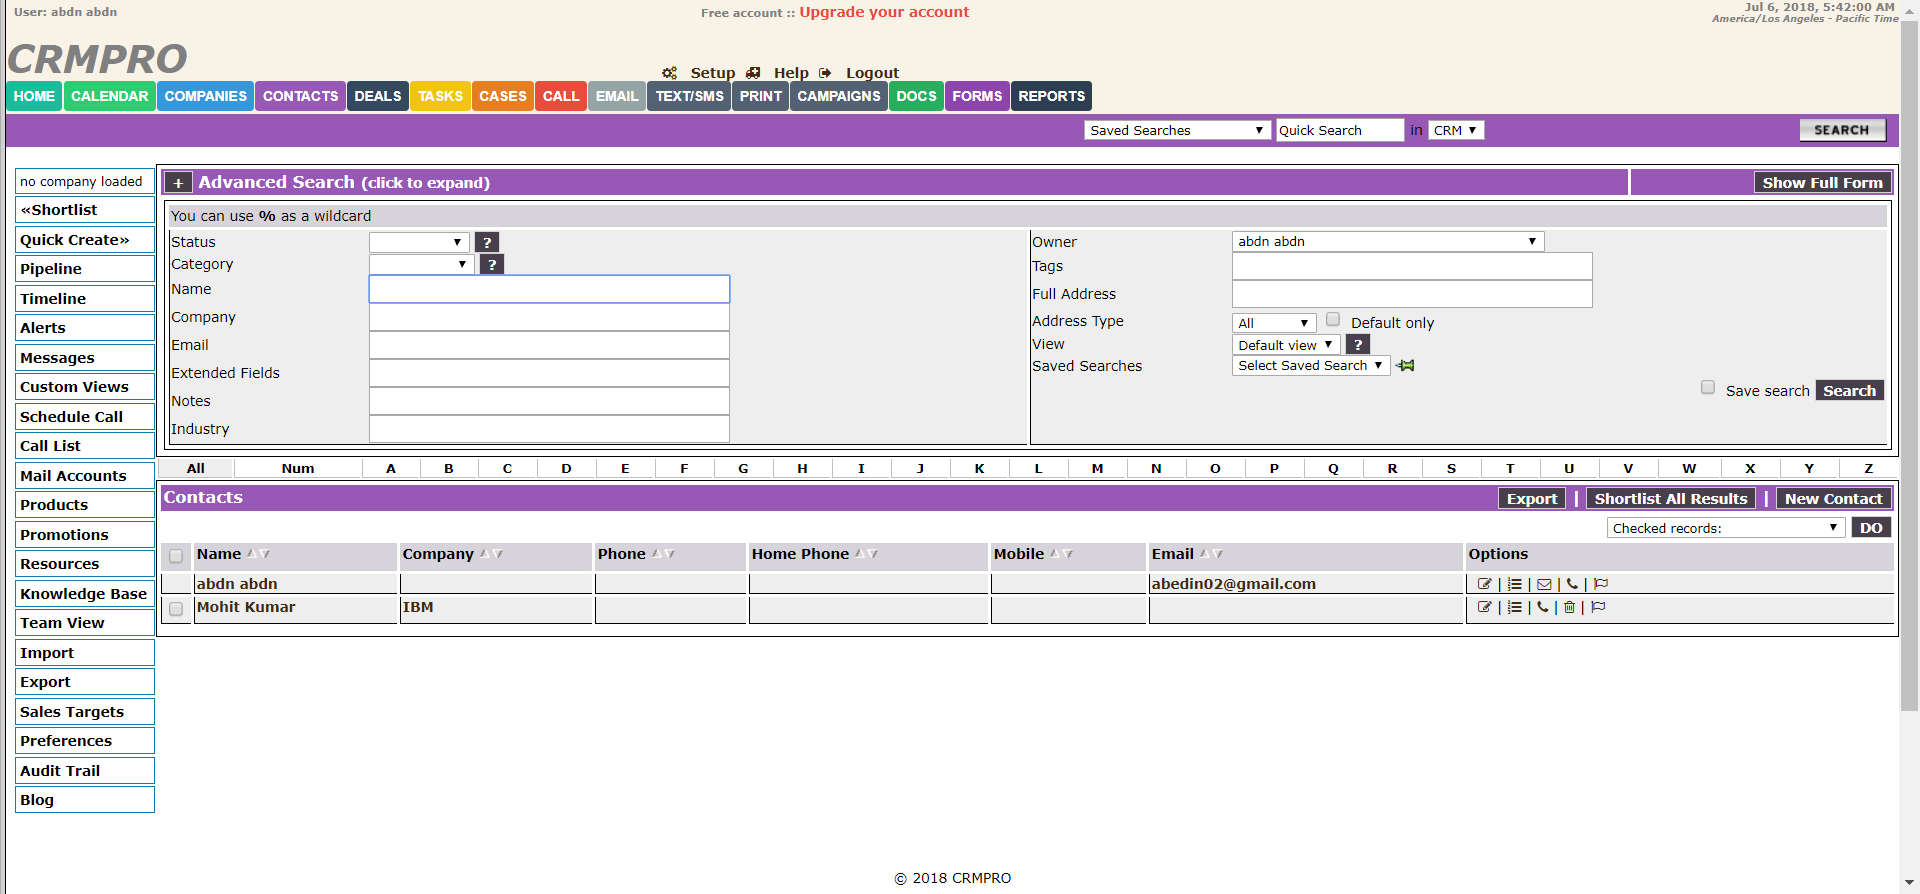 User: abdn abdn
Free account :: Upgrade your account
Jul 6, 2018, 5:42:00 AM
America/Los Angeles - Pacific Time
CRMPRO
Setup Help Logout
HOME CALENDAR COMPANIES CONTACTS DEALS TASKS CASES CALL EMAIL TEXT/SMS PRINT CAMPAIGNS DOCS FORMS REPORTS
Saved Searches Quick Search in CRM SEARCH
no company loaded
«Shortlist
Quick Create»
Pipeline
Timeline
Alerts
Messages
Custom Views
Schedule Call
Call List
Mail Accounts
Products
Promotions
Resources
Knowledge Base
Team View
Import
Export
Sales Targets
Preferences
Audit Trail
Blog
+ Advanced Search (click to expand) Show Full Form
You can use % as a wildcard
Status ?
Category ?
Name
Company
Email
Extended Fields
Notes
Industry
Owner abdn abdn
Tags
Full Address
Address Type All Default only
View Default view ?
Saved Searches Select Saved Search
Save search Search
All Num A B C D E F G H I J K L M N O P Q R S T U V W X Y Z
Contacts Export | Shortlist All Results | New Contact
Checked records: DO
Name Company Phone Home Phone Mobile Email Options
abdn abdn abedin02@gmail.com | | | |
Mohit Kumar IBM | | | |
© 2018 CRMPRO